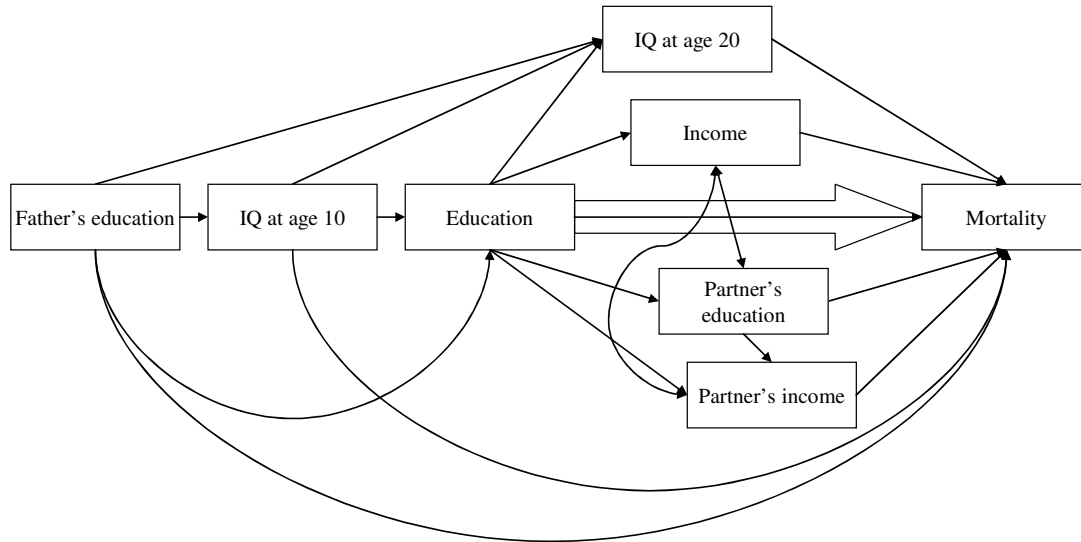 IQ at age 20
Income
Father's education
IQ at age 10
Education
Mortality
Partner's
education
Partner's income